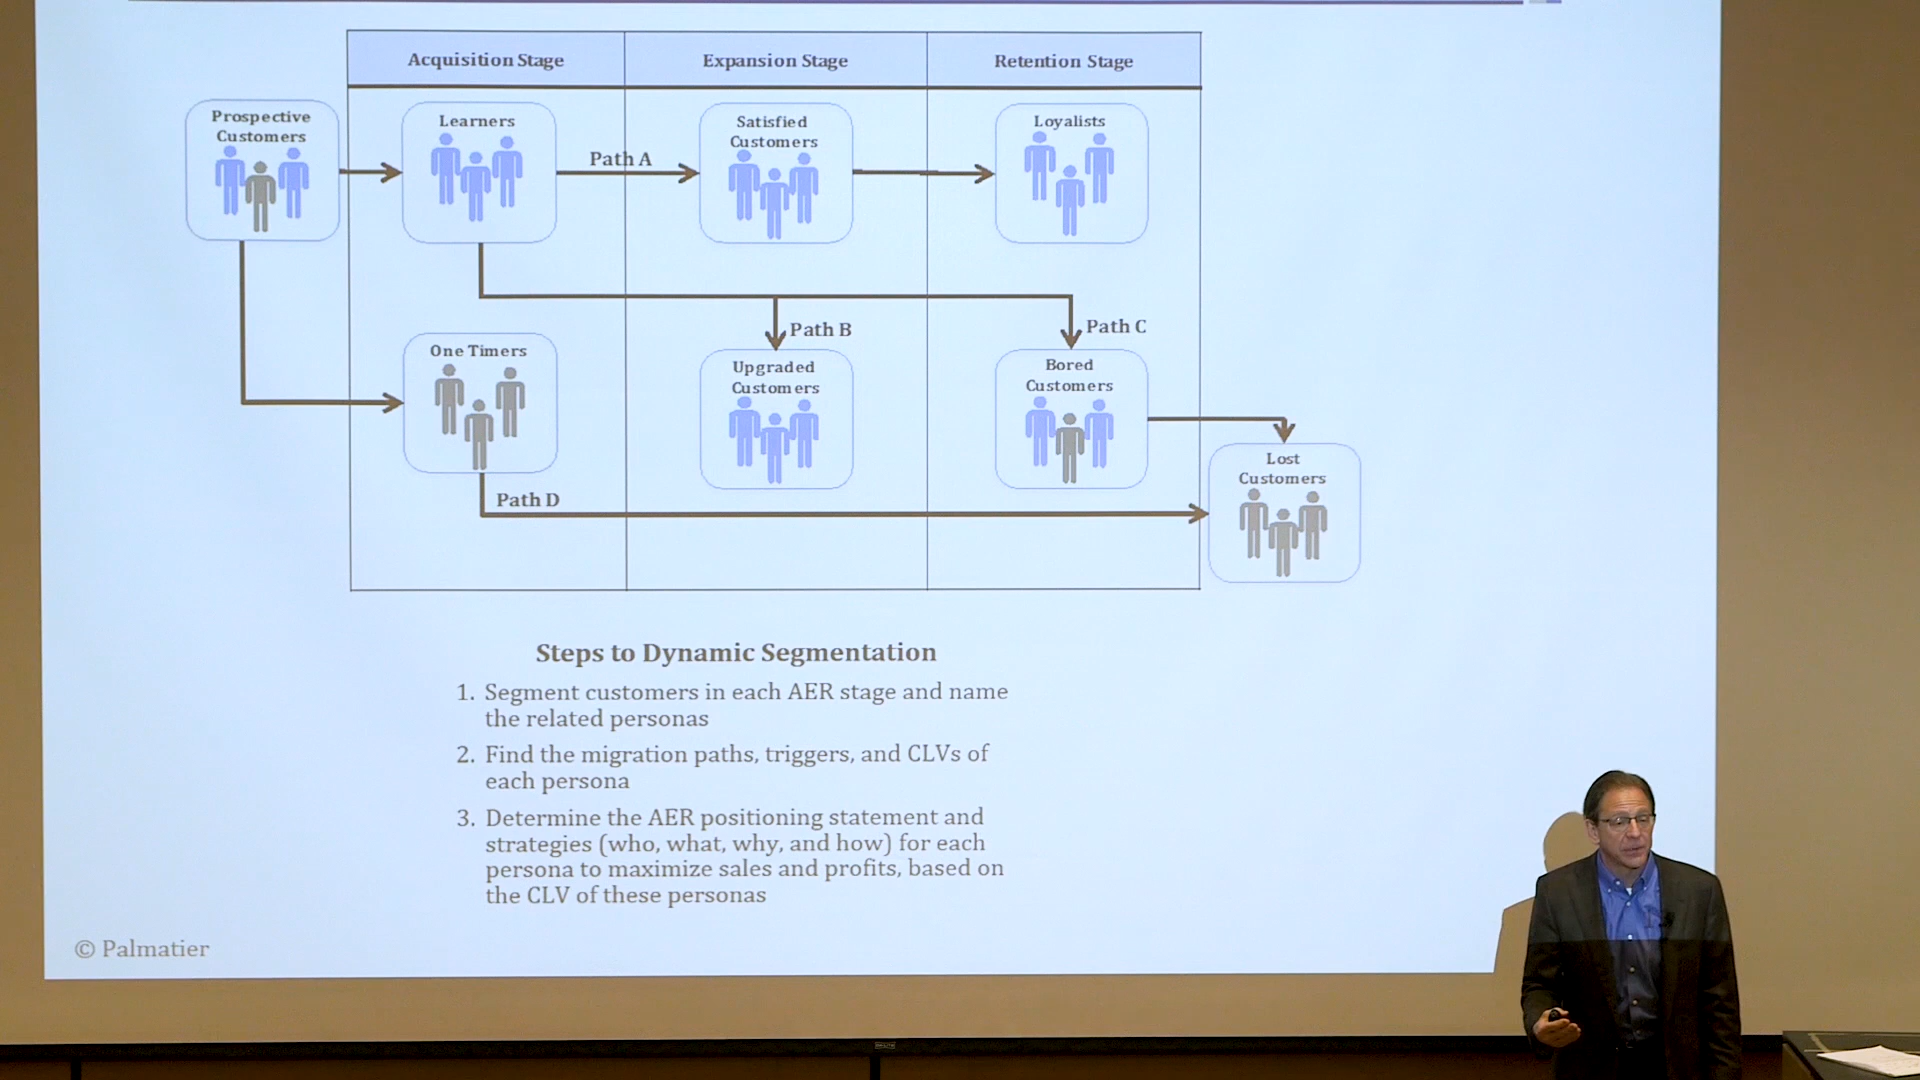 Acquisition Stage
Expansion Stage
Retention Stage
Prospective
Customers
Learners
Path A
Satisfied
Customers
Loyalists
Path B
Path C
One Timers
Upgraded
Customers
Bored
Customers
Path D
Lost
Customers
Steps to Dynamic Segmentation
1. Segment customers in each AER stage and name
the related personas
2. Find the migration paths, triggers, and CLVs of
each persona
3. Determine the AER positioning statement and
strategies (who, what, why, and how) for each
persona to maximize sales and profits, based on
the CLV of these personas
© Palmatier